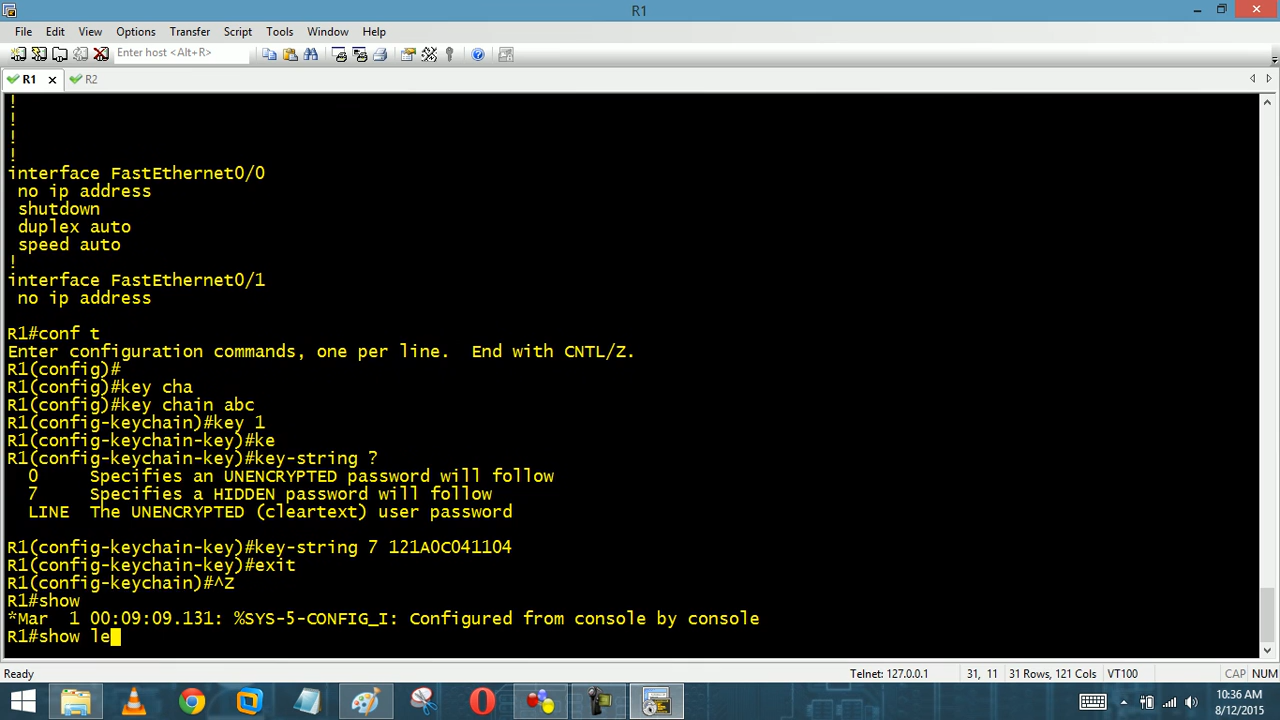 R1
File Edit View Options Transfer Script Tools Window Help
Enter host <Alt+R>
R1 R2
!
!
!
!
interface FastEthernet0/0
no ip address
shutdown
duplex auto
speed auto
!
interface FastEthernet0/1
no ip address
R1#conf t
Enter configuration commands, one per line.  End with CNTL/Z.
R1(config)#
R1(config)#key cha
R1(config)#key chain abc
R1(config-keychain)#key 1
R1(config-keychain-key)#ke
R1(config-keychain-key)#key-string ?
0     Specifies an UNENCRYPTED password will follow
7     Specifies a HIDDEN password will follow
LINE  The UNENCRYPTED (cleartext) user password
R1(config-keychain-key)#key-string 7 121A0C041104
R1(config-keychain-key)#exit
R1(config-keychain)#^Z
R1#show
*Mar  1 00:09:09.131: %SYS-5-CONFIG_I: Configured from console by console
R1#show le
Ready Telnet: 127.0.0.1 31, 11 31 Rows, 121 Cols VT100 CAP NUM
10:36 AM
8/12/2015